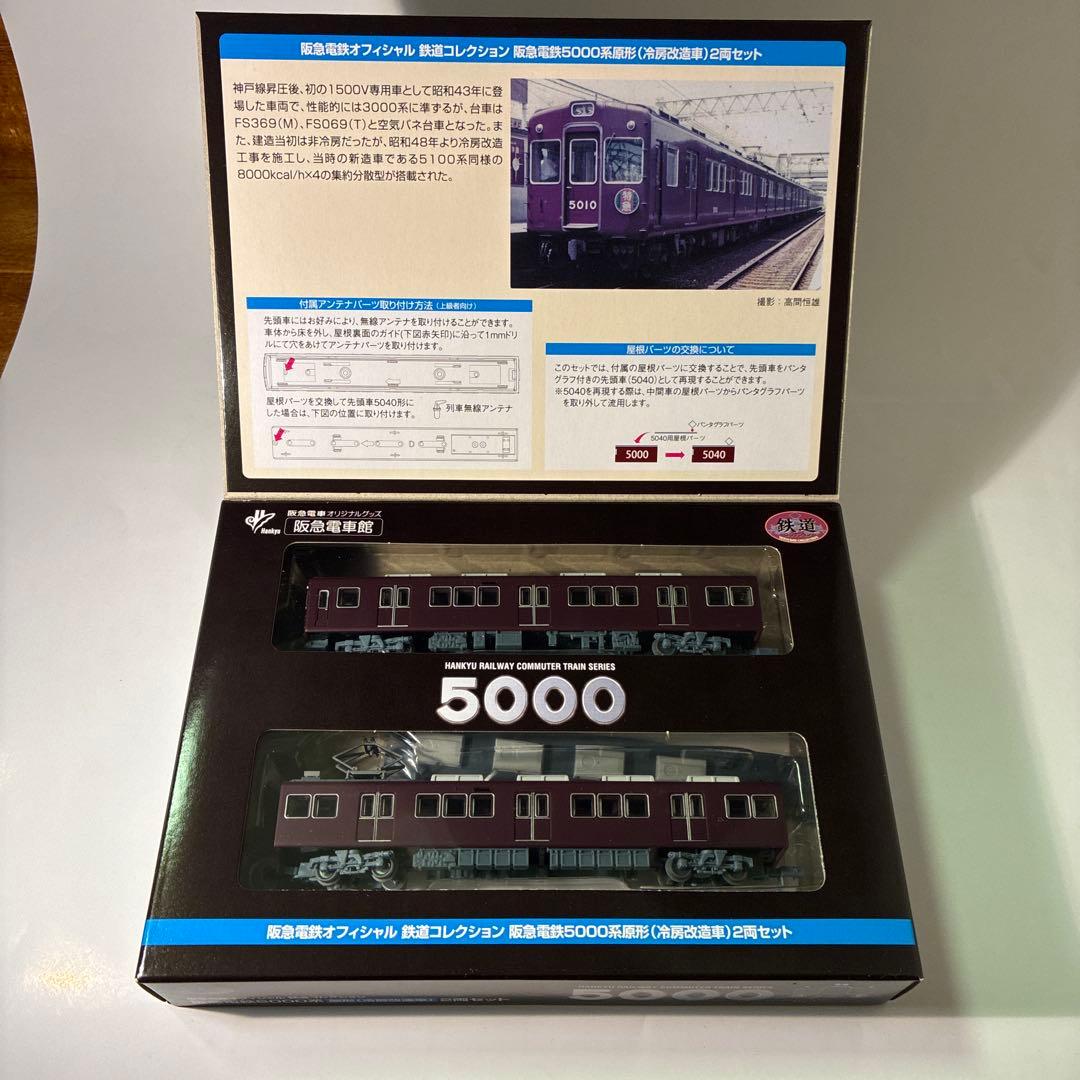 阪急電鉄オフィシャル 鉄道コレクション 阪急電鉄5000系原形(冷房改造車)2両セット
神戸線昇圧後、初の1500V専用車として昭和43年に登
場した車両で、性能的には3000系に準ずるが、台車は
FS369(M)、FS069(T)と空気バネ台車となった。ま
た、建造当初は非冷房だったが、昭和48年より冷房改造
工事を施工し、当時の新造車である5100系同様の
8000kcal/h×4の集約分散型が搭載された。
特急
5010
撮影:高間恒雄
付属アンテナパーツ取り付け方法(上級者向け)
先頭車にはお好みにより、無線アンテナを取り付けることができます。
車体から床を外し、屋根裏面のガイド(下図赤矢印)に沿って1mmドリ
ルにて穴をあけてアンテナパーツを取り付けます。
屋根パーツを交換して先頭車5040形に
した場合は、下図の位置に取り付けます。
列車無線アンテナ
屋根パーツの交換について
このセットでは、付属の屋根パーツに交換することで、先頭車をパンタ
グラフ付きの先頭車(5040)として再現することができます。
※5040を再現する際は、中間車の屋根パーツからパンタグラフパーツ
を取り外して流用します。
パンタグラフパーツ
5040用屋根パーツ
5000
5040
Hankyu
阪急電車オリジナルグッズ
阪急電車館
鉄道
HANKYU RAILWAY COMMUTER TRAIN SERIES
5000
阪急電鉄オフィシャル 鉄道コレクション 阪急電鉄5000系原形(冷房改造車)2両セット
HANKYU RAILWAY COMMUTER TRAIN SERIES
5000
2両セット